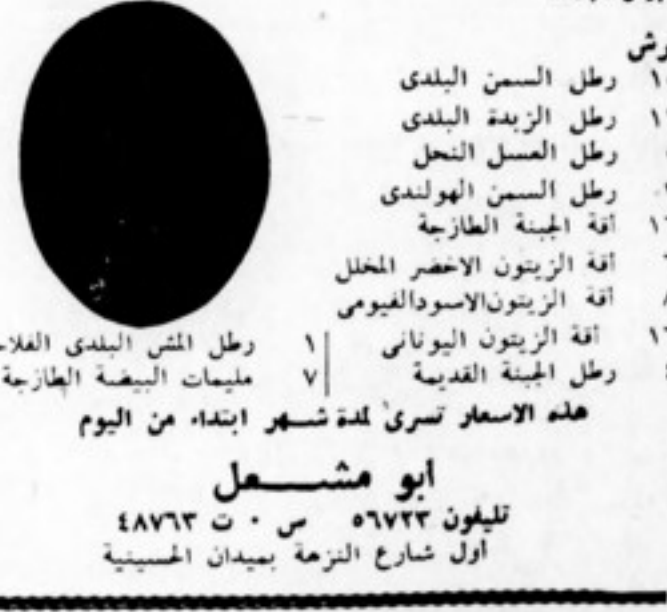 رش
رطل السمن البلدى
رطل الزبدة البلدى
رطل العسل النحل
رطل السمن الهولندى
أقة الجبنة الطازجة
أقة الزيتون الاخضر المخلل
أقة الزيتون الاسود الفيومى
أقة الزيتون اليونانى
رطل الجبنة القديمة
١ رطل المش البلدى
٧ مليمات البيضة الطازجة
هذه الاسعار تسرى لمدة شهر ابتداء من اليوم
أبو مشعل
تليفون ٥٦٧٢٣ س ٠ ت ٤٨٧٦٣
أول شارع النزهة بميدان الحسينية